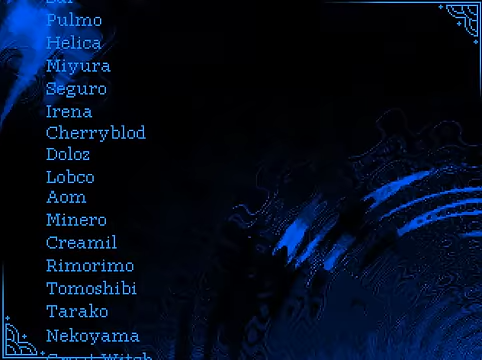 Pulmo
Helica
Miyura
Seguro
Irena
Cherryblod
Doloz
Lobco
Aom
Minero
Creamil
Rimorimo
Tomoshibi
Tarako
Nekoyama